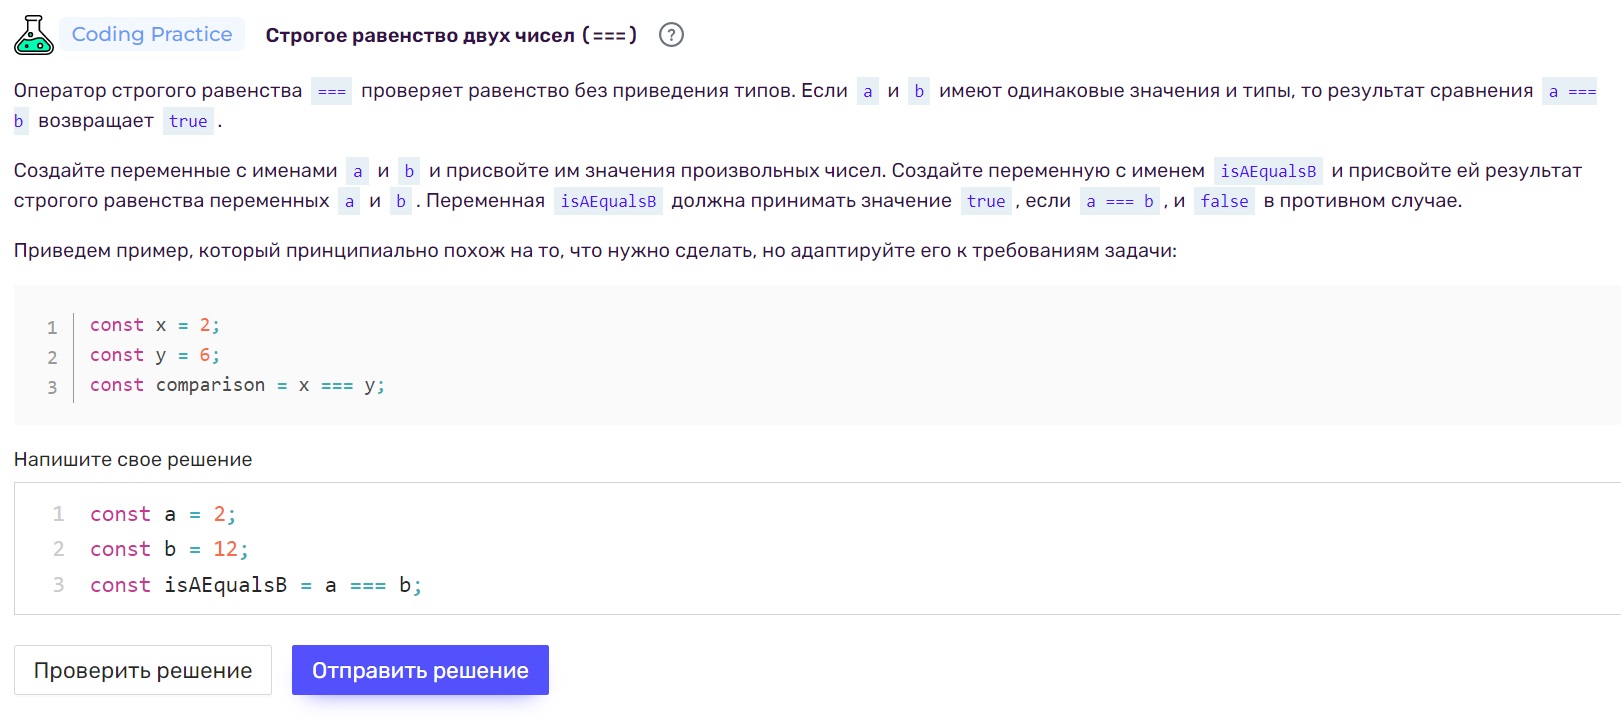 Coding Practice Строгое равенство двух чисел (===) ?
Оператор строгого равенства === проверяет равенство без приведения типов. Если a и b имеют одинаковые значения и типы, то результат сравнения a ===
b возвращает true .
Создайте переменные с именами a и b и присвойте им значения произвольных чисел. Создайте переменную с именем isAEqualsB и присвойте ей результат
строгого равенства переменных a и b . Переменная isAEqualsB должна принимать значение true , если a === b , и false в противном случае.
Приведем пример, который принципиально похож на то, что нужно сделать, но адаптируйте его к требованиям задачи:
1 const x = 2;
2 const y = 6;
3 const comparison = x === y;
Напишите свое решение
1 const a = 2;
2 const b = 12;
3 const isAEqualsB = a === b;
Проверить решение Отправить решение